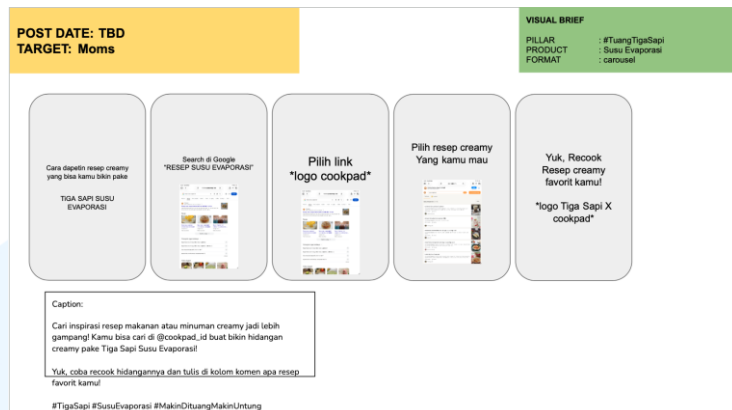 POST DATE: TBD
TARGET: Moms
VISUAL BRIEF
PILLAR : #TuangTigaSapi
PRODUCT : Susu Evaporasi
FORMAT : carousel
Cara dapetin resep creamy
yang bisa kamu bikin pake
TIGA SAPI SUSU
EVAPORASI
Search di Google
"RESEP SUSU EVAPORASI"
Pilih link
*logo cookpad*
Pilih resep creamy
Yang kamu mau
Yuk, Recook
Resep creamy
favorit kamu!
*logo Tiga Sapi X
cookpad*
Caption:
Cari inspirasi resep makanan atau minuman creamy jadi lebih
gampang! Kamu bisa cari di @cookpad_id buat bikin hidangan
creamy pake Tiga Sapi Susu Evaporasi!
Yuk, coba recook hidangannya dan tulis di kolom komen apa resep
favorit kamu!
#TigaSapi #SusuEvaporasi #MakinDituangMakinUntung